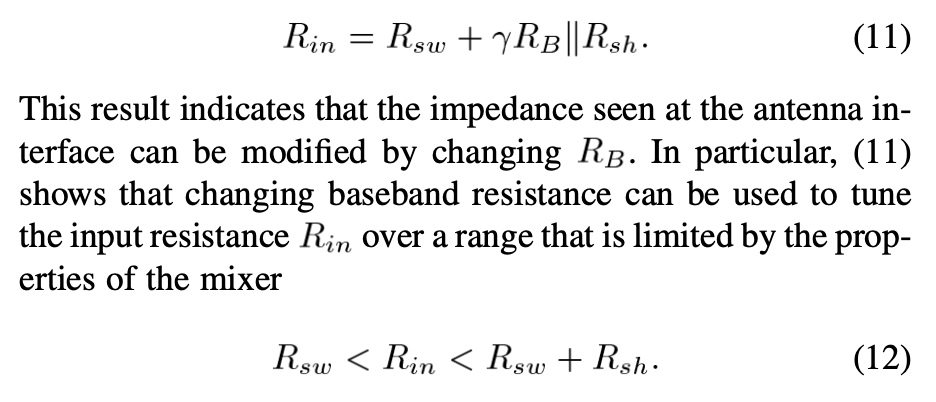 R_{in} = R_{sw} + γR_B‖R_{sh}. (11)
This result indicates that the impedance seen at the antenna in-
terface can be modified by changing R_B. In particular, (11)
shows that changing baseband resistance can be used to tune
the input resistance R_{in} over a range that is limited by the prop-
erties of the mixer
R_{sw} < R_{in} < R_{sw} + R_{sh}. (12)